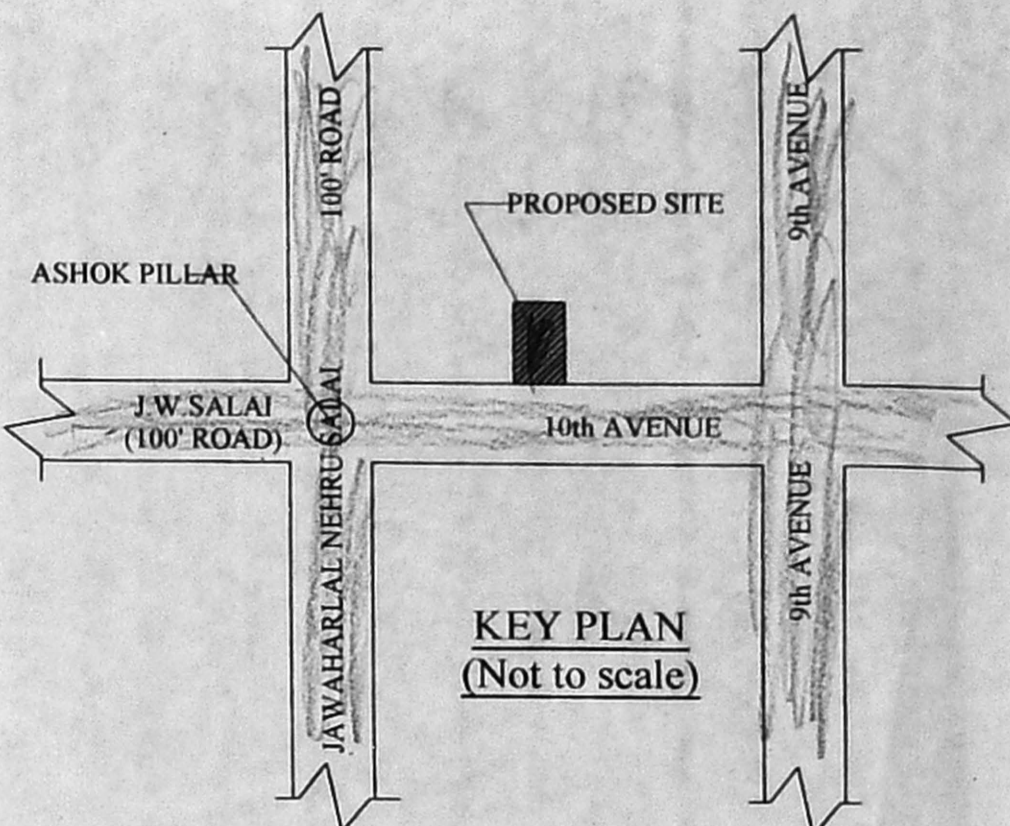 100' ROAD
9th AVENUE
PROPOSED SITE
ASHOK PILLAR
J.W.SALAI
(100' ROAD)
10th AVENUE
JAWAHARLAL NEHRU SALAI
9th AVENUE
KEY PLAN
(Not to scale)